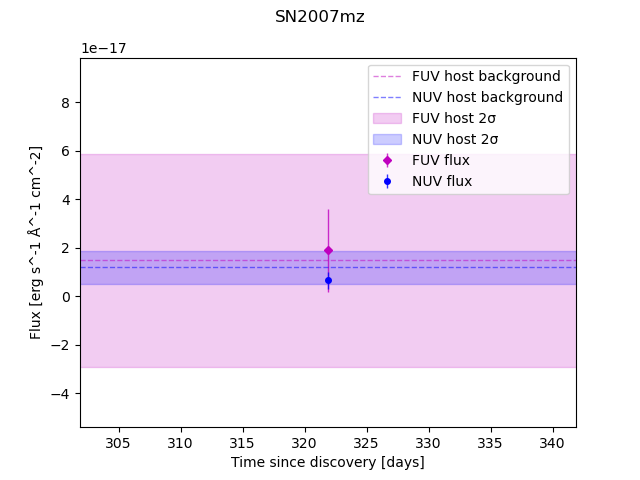 SN2007mz
1e−17
FUV host background
NUV host background
FUV host 2σ
NUV host 2σ
FUV flux
NUV flux
8
6
4
2
0
−2
−4
Flux [erg s^-1 Å^-1 cm^-2]
305 310 315 320 325 330 335 340
Time since discovery [days]